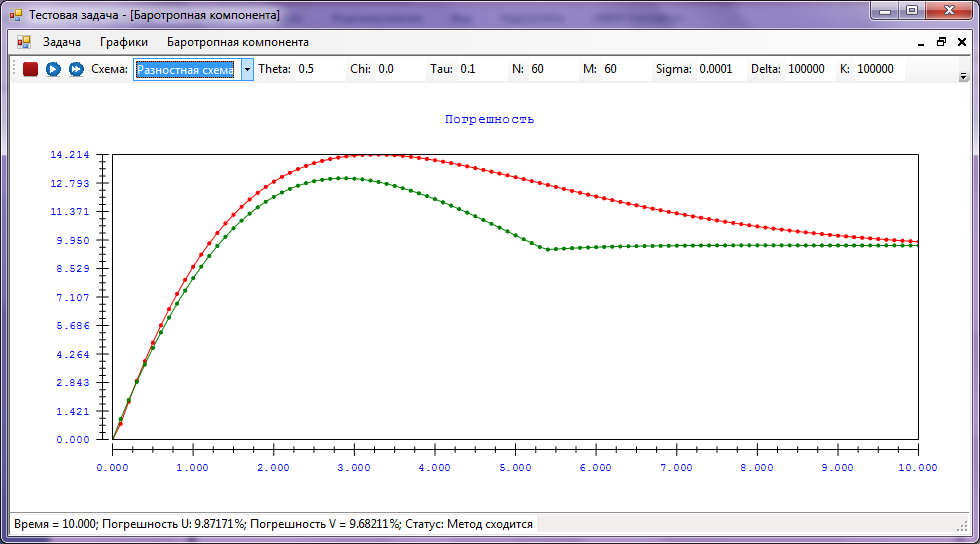 Тестовая задача - [Баротропная компонента]
Задача Графики Баротропная компонента
Схема: Разностная схема Theta: 0.5 Chi: 0.0 Tau: 0.1 N: 60 M: 60 Sigma: 0.0001 Delta: 100000 K: 100000
Погрешность
14.214
12.793
11.371
9.950
8.529
7.107
5.686
4.264
2.843
1.421
0.000
0.000 1.000 2.000 3.000 4.000 5.000 6.000 7.000 8.000 9.000 10.000
Время = 10.000; Погрешность U: 9.87171%; Погрешность V = 9.68211%; Статус: Метод сходится